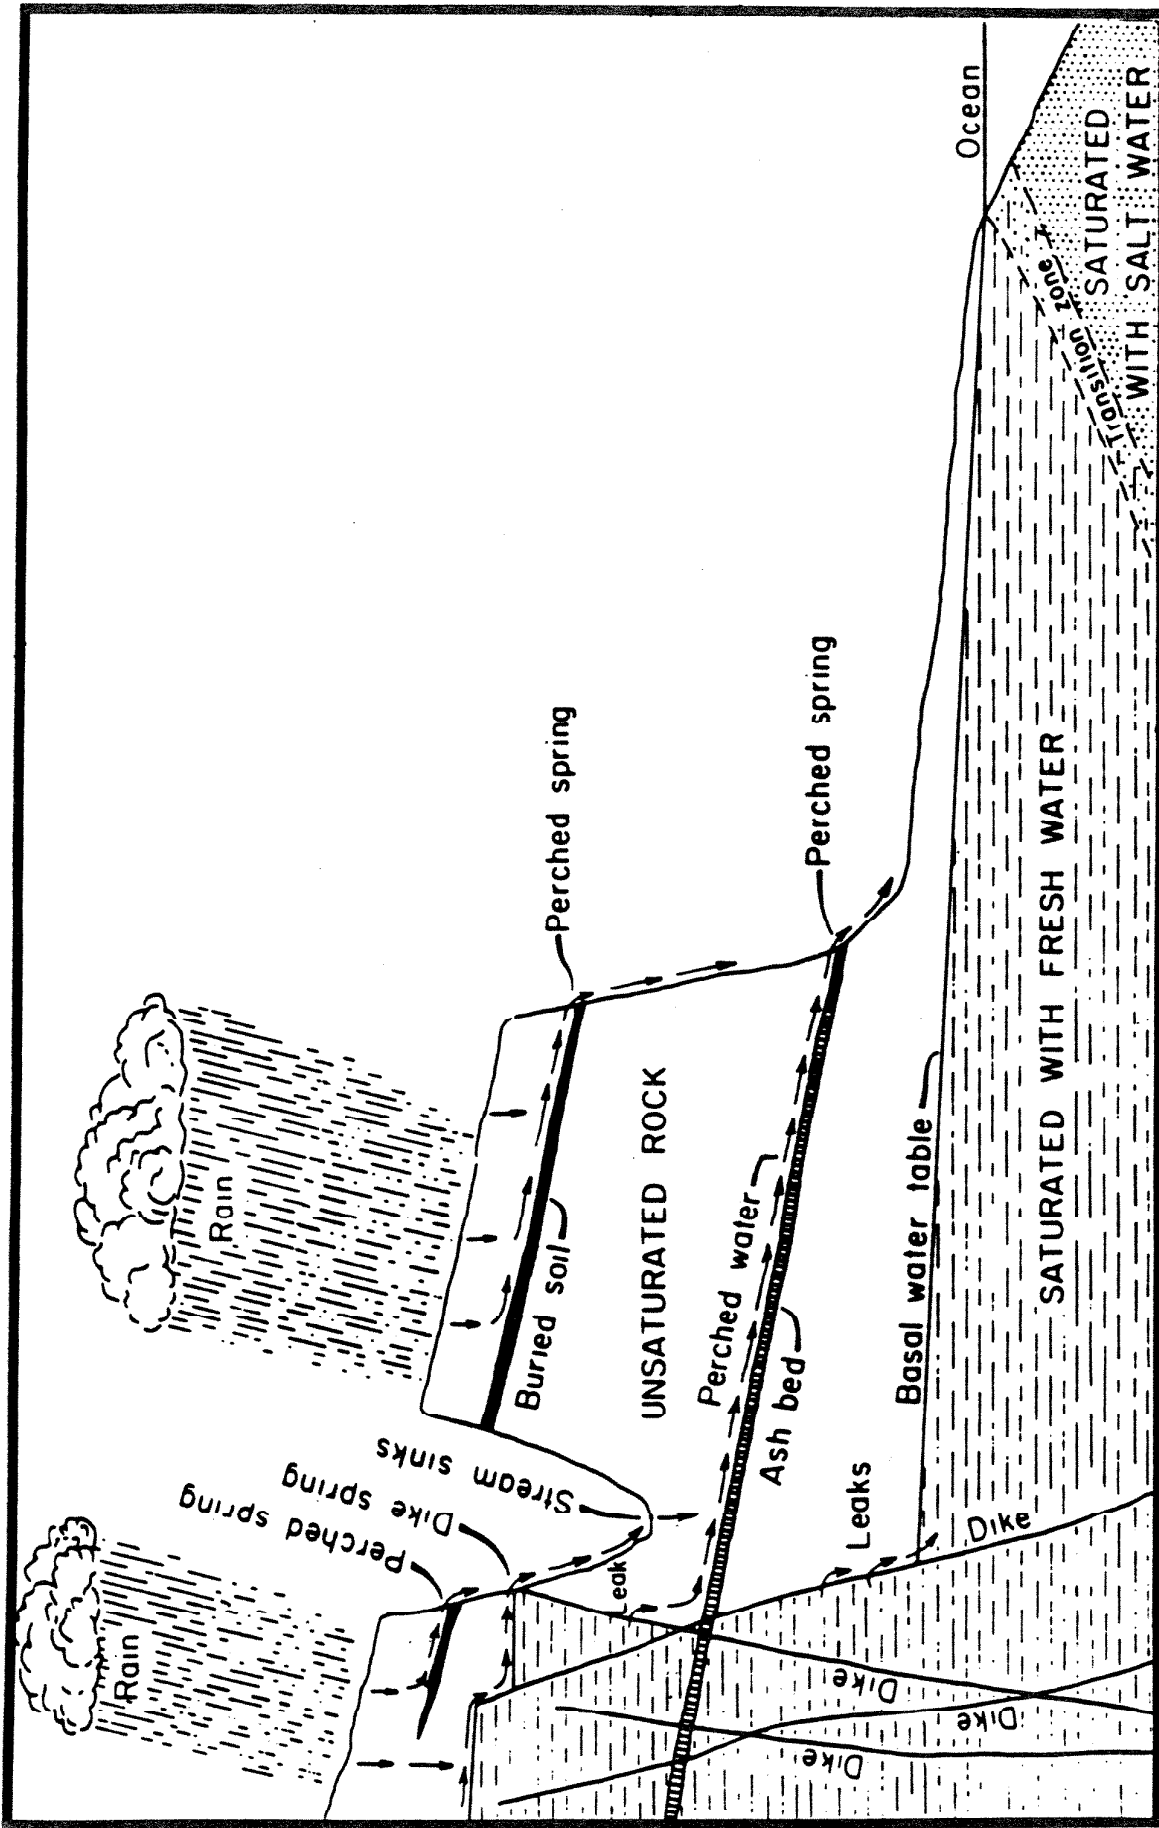 Rain
Rain
Perched spring
Dike spring
Stream sinks
Perched spring
Buried soil
UNSATURATED ROCK
Leak
Perched water
Perched spring
Ash bed
Leaks
Basal water table
Ocean
Dike
Dike
Dike
Dike
SATURATED WITH FRESH WATER
Transition zone
SATURATED
WITH SALT WATER